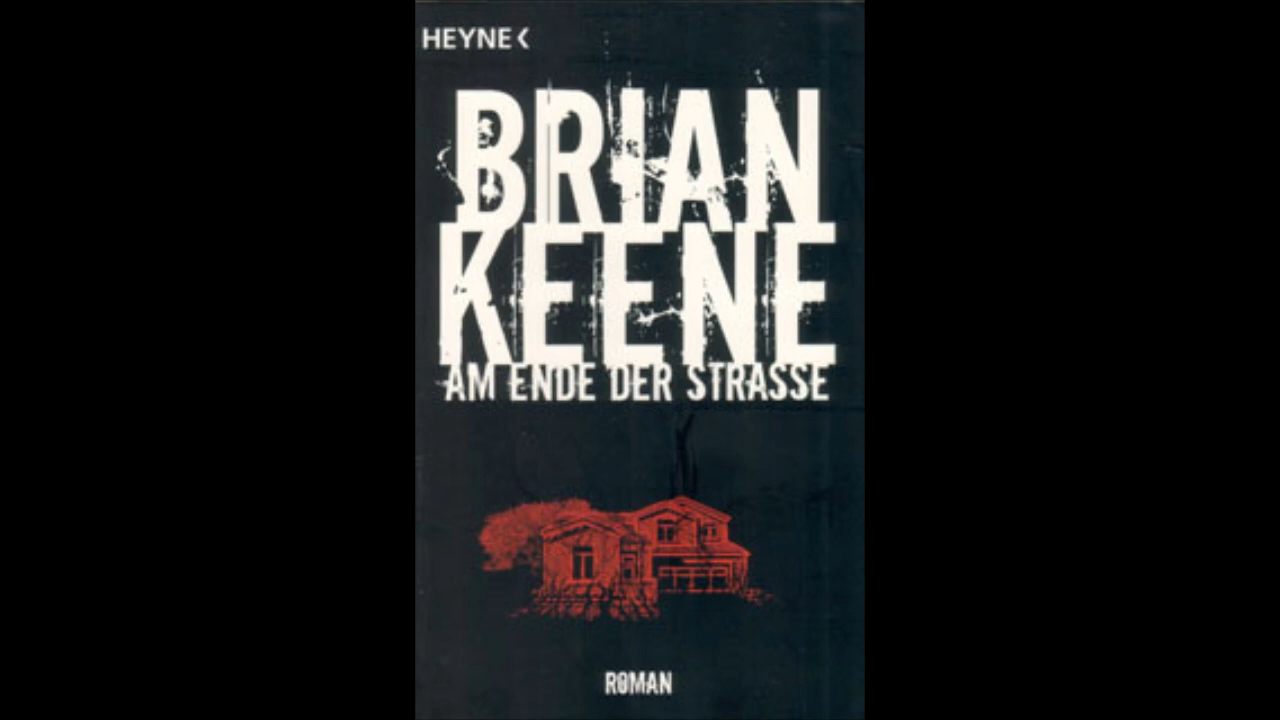 HEYNE
BRIAN
KEENE
AM ENDE DER STRASSE
ROMAN